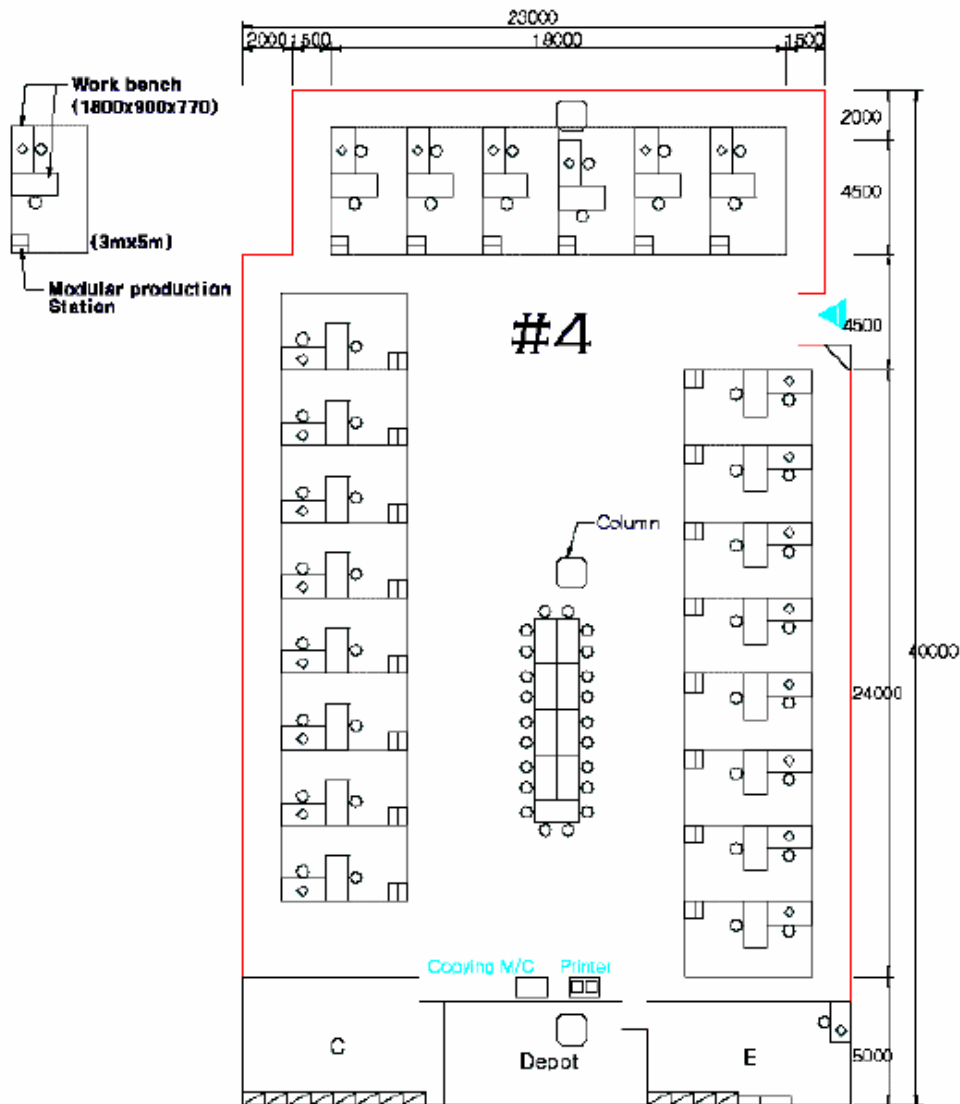 23000
2000 1500 18000 1500
Work bench
(1800x900x770)
2000
4500
(3mx5m)
Modular production
Station
#4
4500
Column
40000
24000
Copying M/C Printer
C
Depot
E
5000